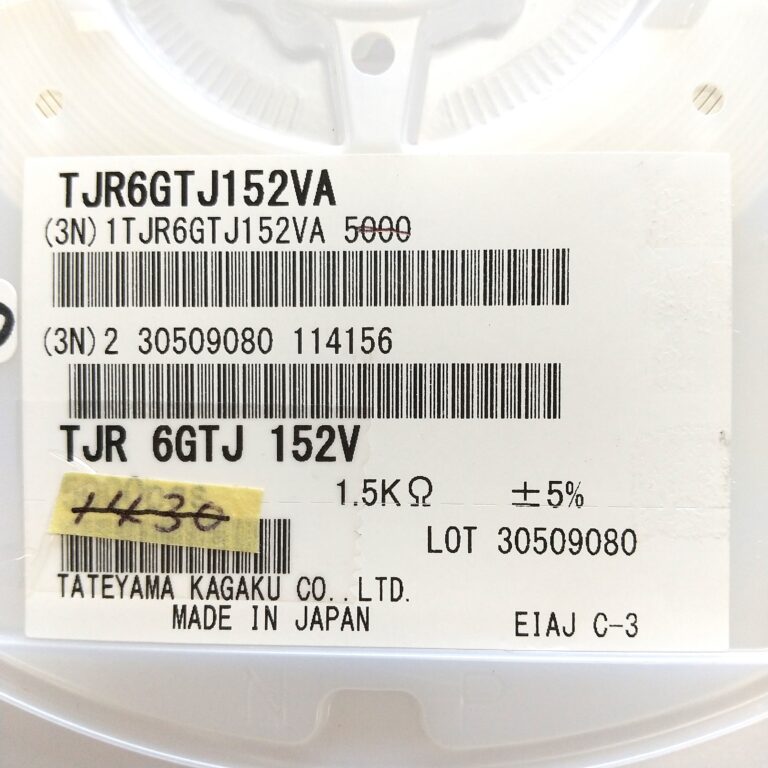 TJR6GTJ152VA
(3N)1TJR6GTJ152VA 5000
(3N)2 30509080 114156
TJR 6GTJ 152V
1.5KΩ ±5%
1430
LOT 30509080
TATEYAMA KAGAKU CO.,LTD.
MADE IN JAPAN
EIAJ C-3